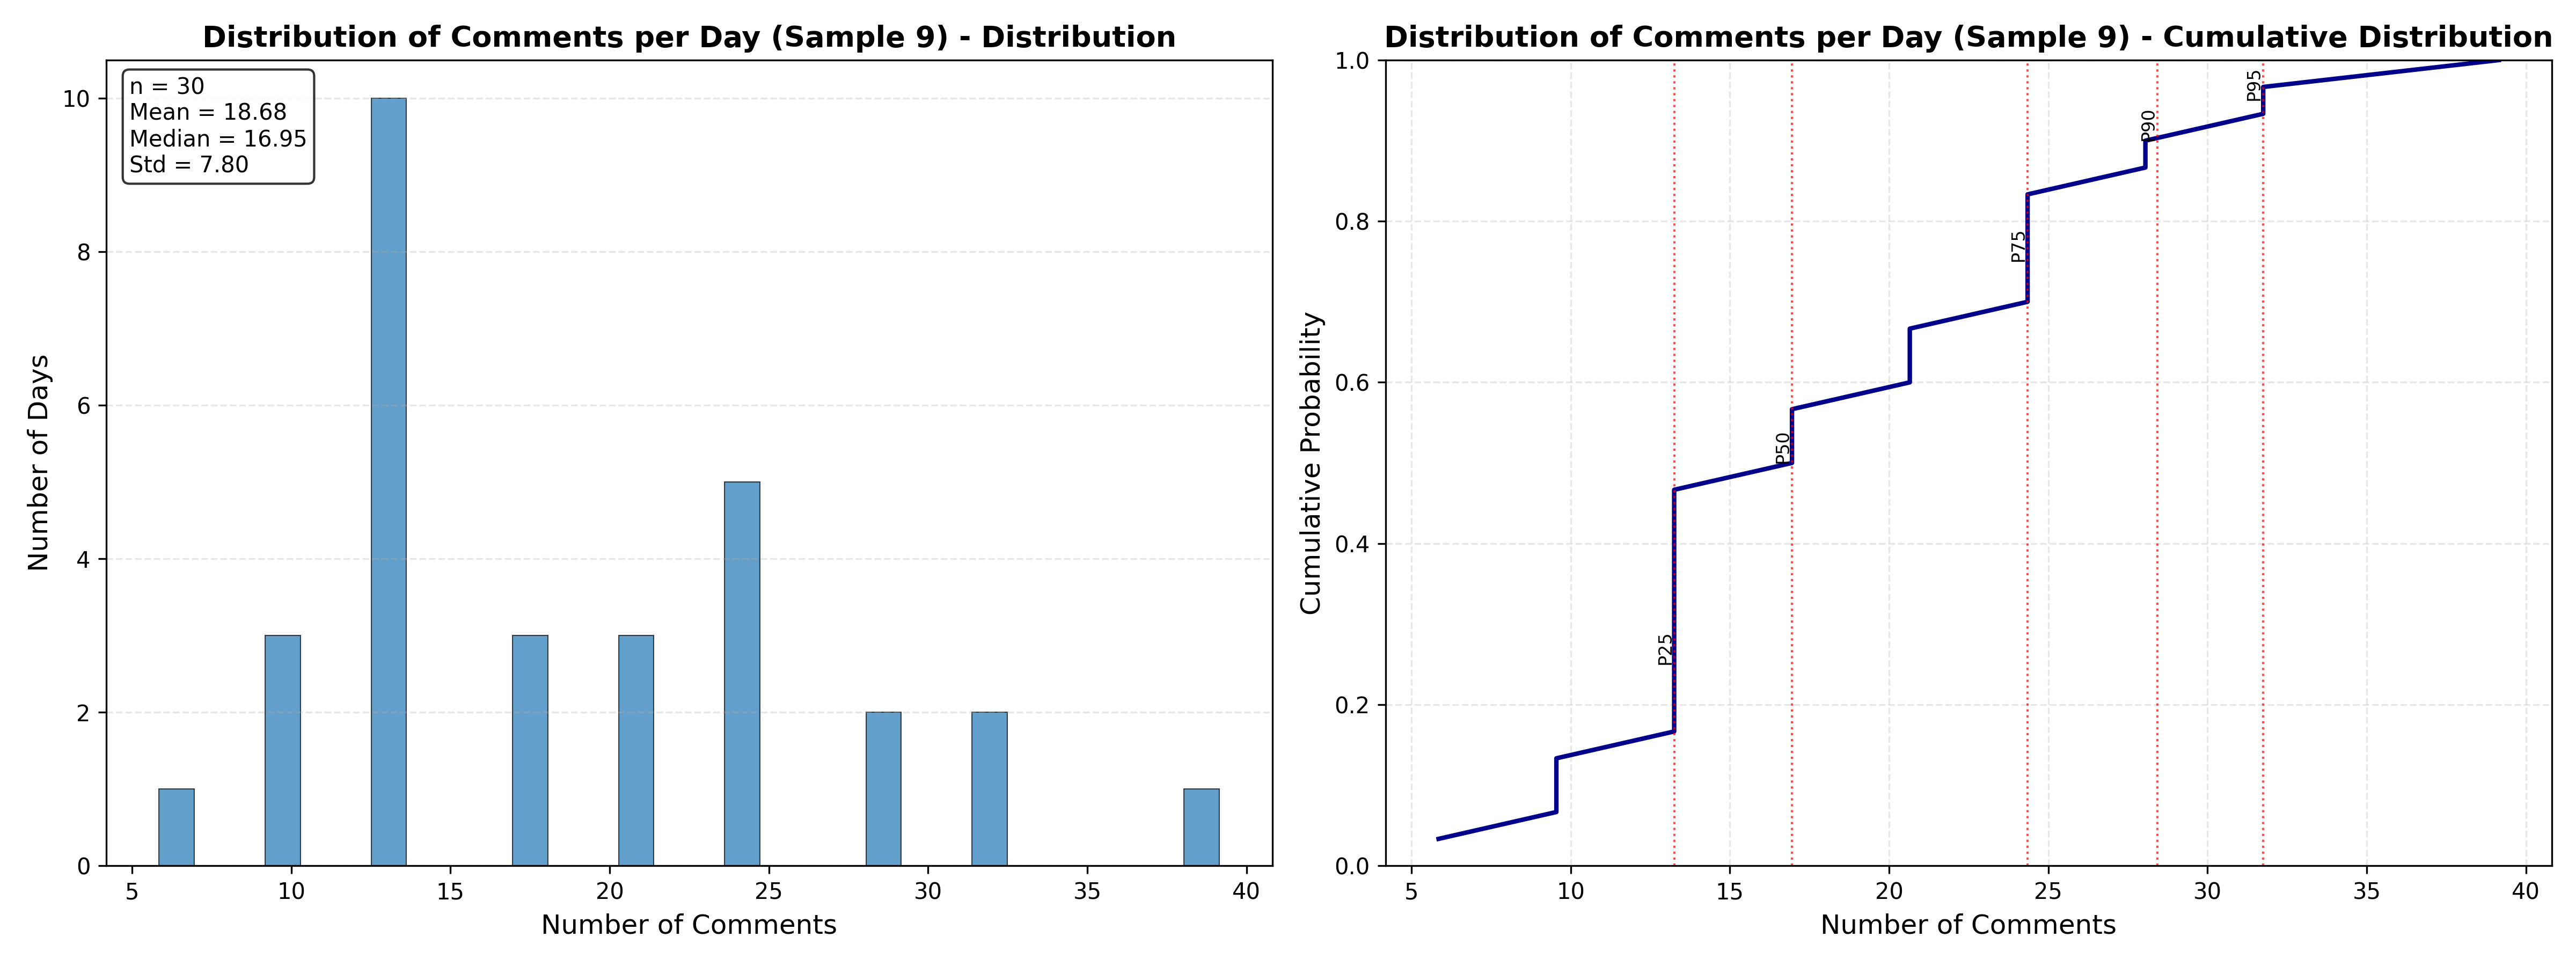 Distribution of Comments per Day (Sample 9) - Distribution
n = 30
Mean = 18.68
Median = 16.95
Std = 7.80
10
8
6
4
2
0
Number of Days
5 10 15 20 25 30 35 40
Number of Comments
Distribution of Comments per Day (Sample 9) - Cumulative Distribution
1.0
0.8
0.6
0.4
0.2
0.0
Cumulative Probability
P25
P50
P75
P90
P95
5 10 15 20 25 30 35 40
Number of Comments